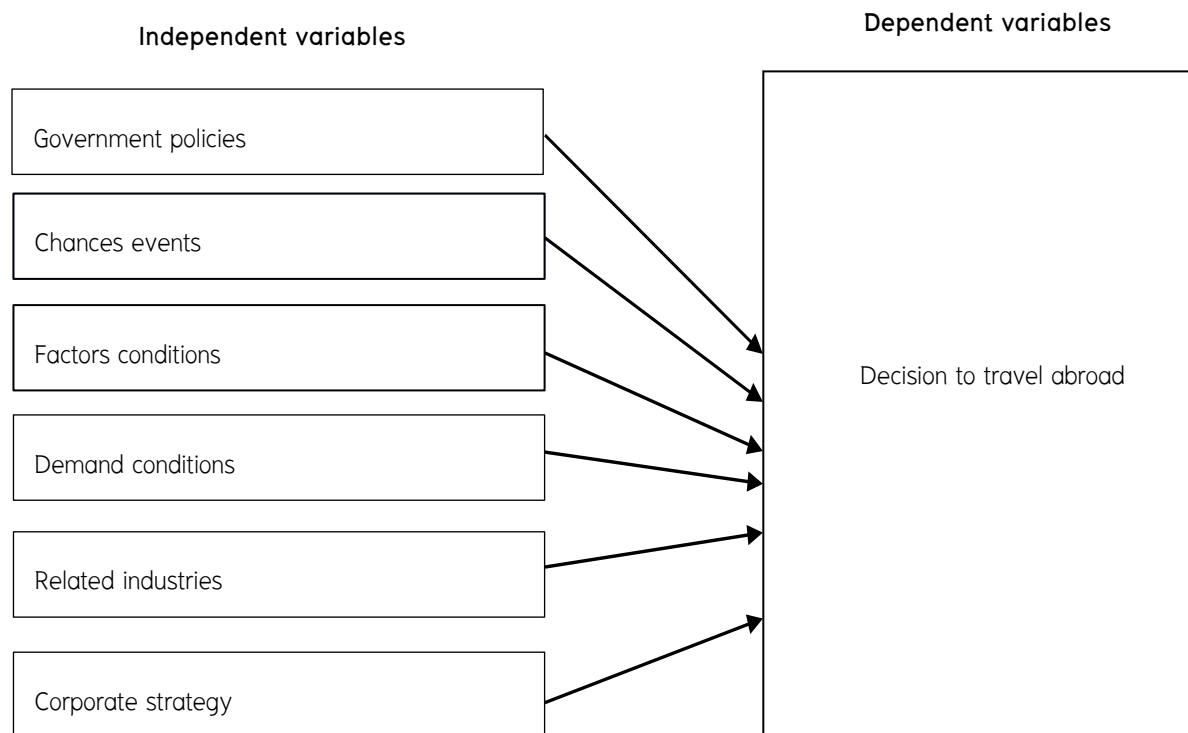 Independent variables
Dependent variables
Government policies
Chances events
Factors conditions
Decision to travel abroad
Demand conditions
Related industries
Corporate strategy